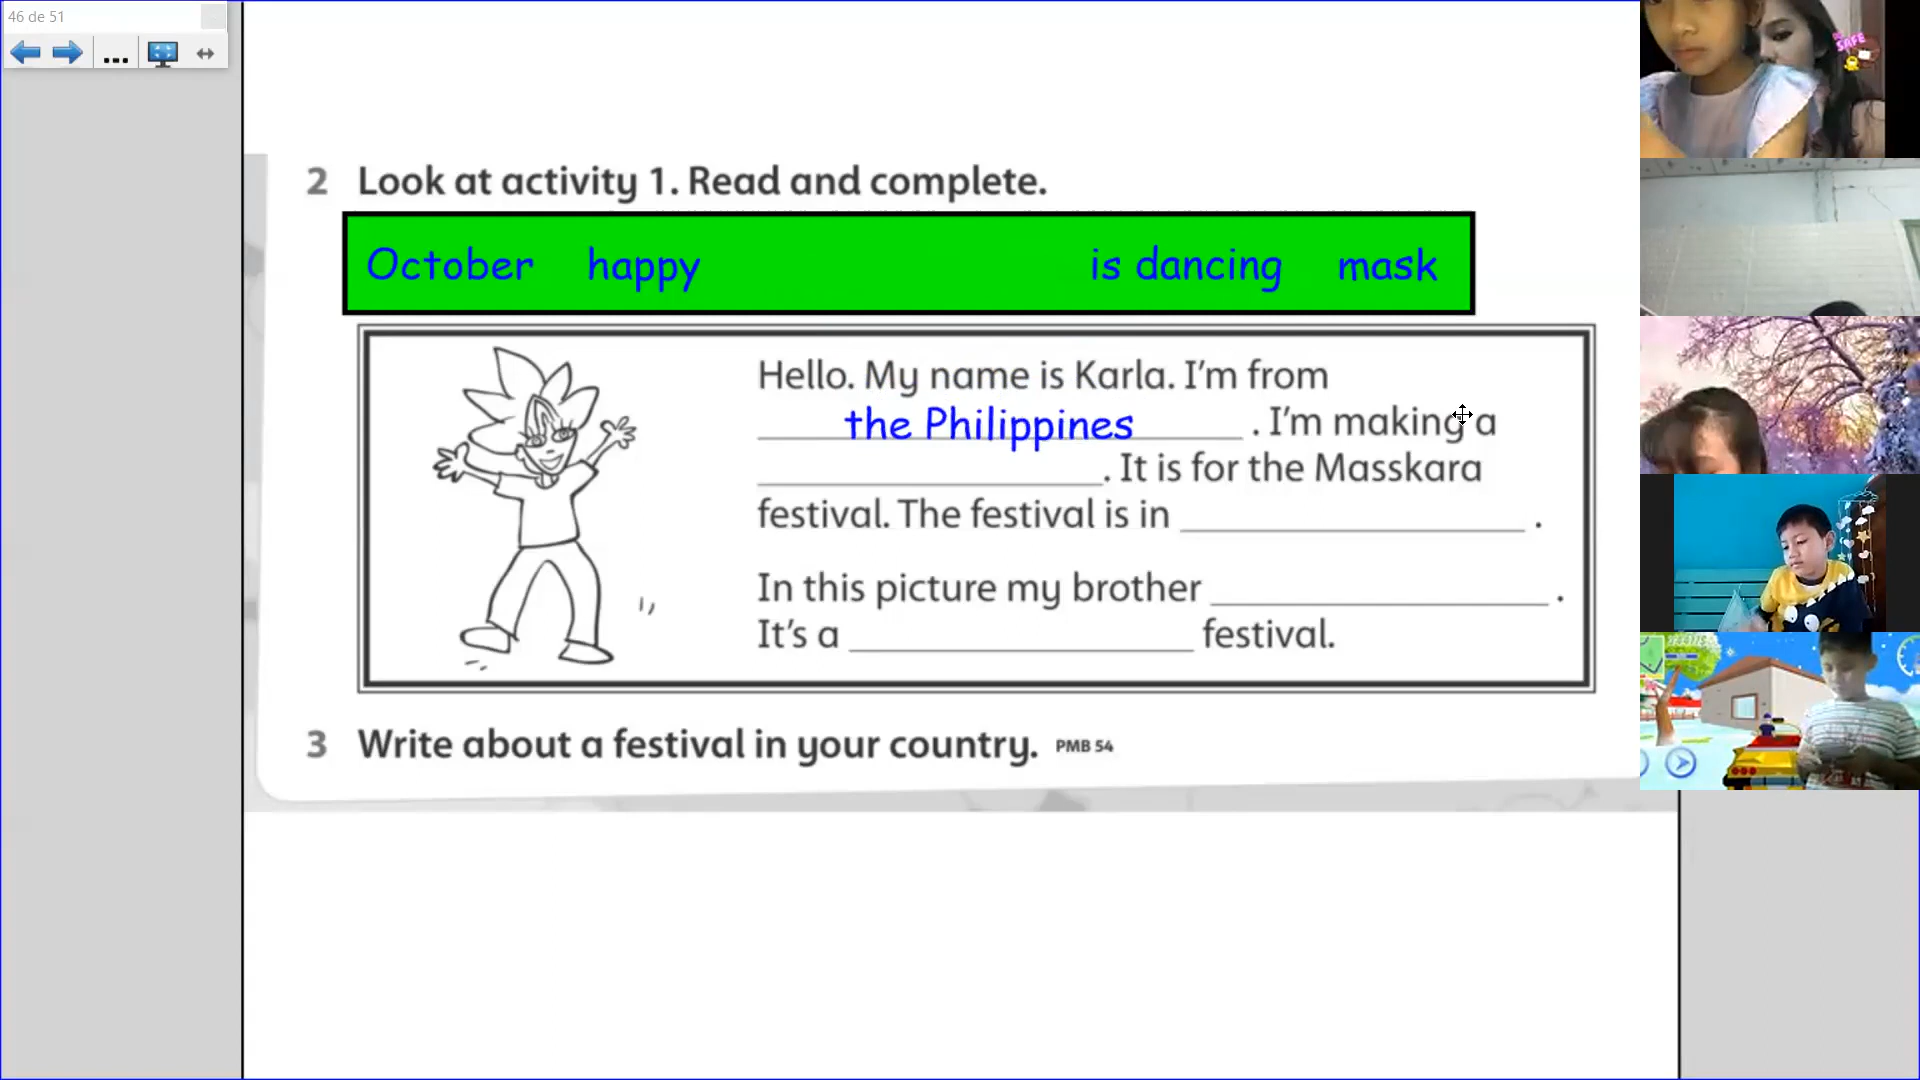 46 de 51
...
2 Look at activity 1. Read and complete.
October happy is dancing mask
Hello. My name is Karla. I'm from
the Philippines. I'm making a
. It is for the Masskara
festival. The festival is in .
In this picture my brother .
It's a festival.
3 Write about a festival in your country. PMB 54
SAFE